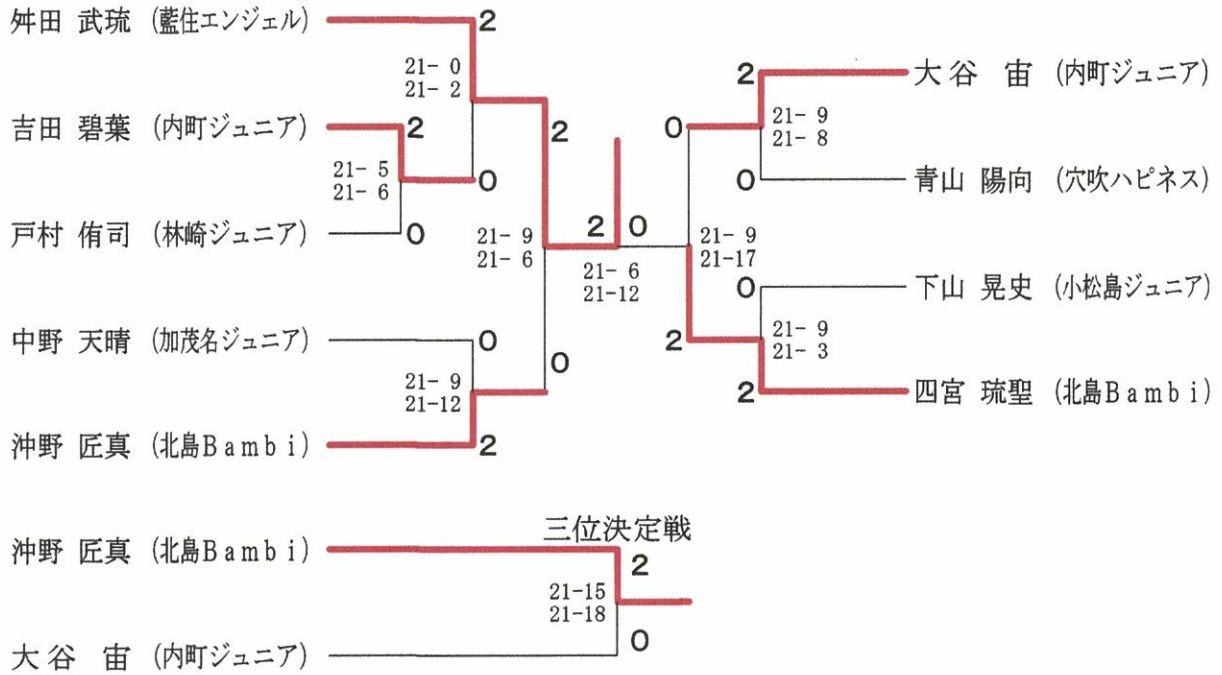 舛田 武琉 (藍住エンジェル)
2
21- 0
21- 2
吉田 碧葉 (内町ジュニア)
2
0
21- 5
21- 6
戸村 侑司 (林崎ジュニア)
0
2
21- 9
21- 6
中野 天晴 (加茂名ジュニア)
0
0
21- 9
21-12
沖野 匠真 (北島Bambi)
2
2 0
21- 6
21-12
2
大谷 宙 (内町ジュニア)
0
21- 9
21- 8
0
青山 陽向 (穴吹ハピネス)
21- 9
21-17
0
下山 晃史 (小松島ジュニア)
2
21- 9
21- 3
2
四宮 琉聖 (北島Bambi)
三位決定戦
沖野 匠真 (北島Bambi)
2
21-15
21-18
0
大谷 宙 (内町ジュニア)